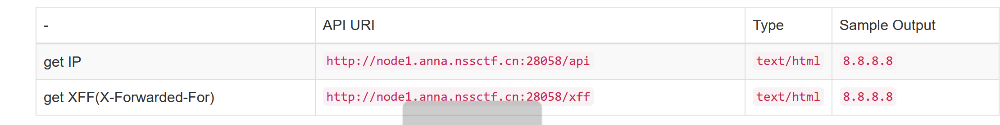 - API URI Type Sample Output
get IP http://node1.anna.nssctf.cn:28058/api text/html 8.8.8.8
get XFF(X-Forwarded-For) http://node1.anna.nssctf.cn:28058/xff text/html 8.8.8.8